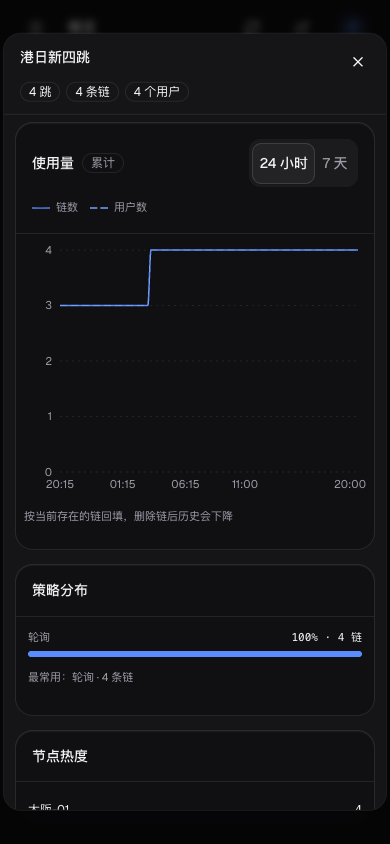 港日新四跳
4 跳 4 条链 4 个用户
使用量 累计 24 小时 7 天
链数 用户数
4
3
2
1
0
20:15 01:15 06:15 11:00 20:00
按当前存在的链回填，删除链后历史会下降
策略分布
轮询 100% · 4 链
最常用：轮询 · 4 条链
节点热度
大阪-01 4